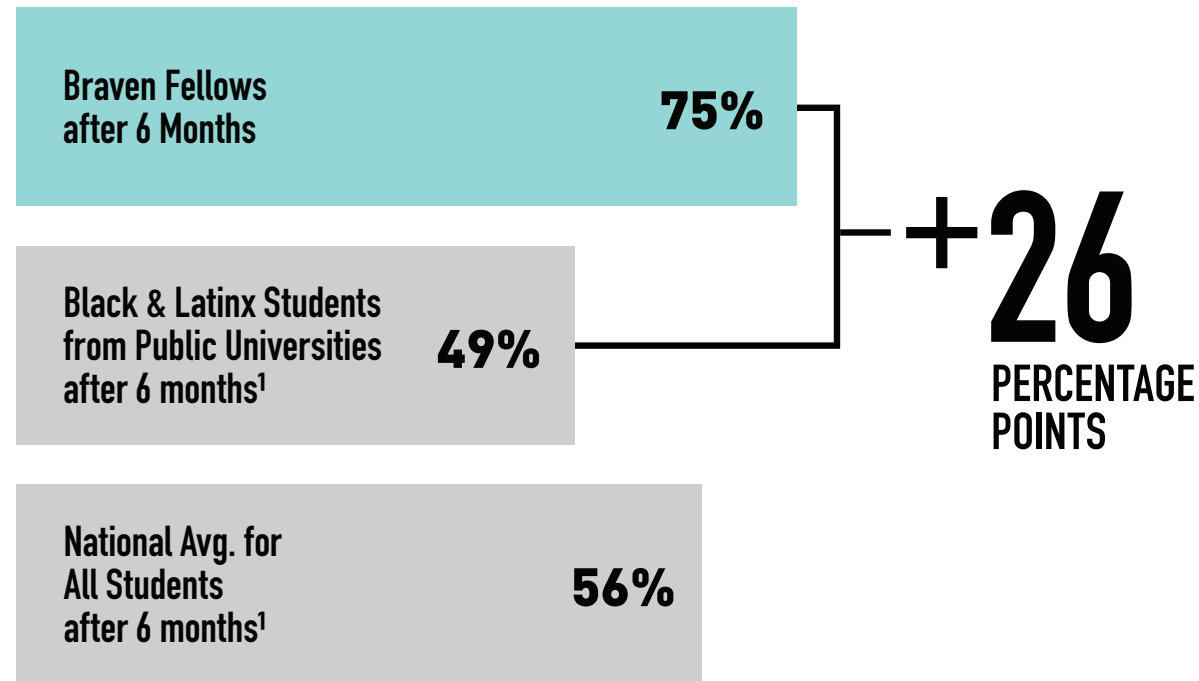 Braven Fellows
after 6 Months
75%
Black & Latinx Students
from Public Universities
after 6 months¹
49%
+26
PERCENTAGE
POINTS
National Avg. for
All Students
after 6 months¹
56%